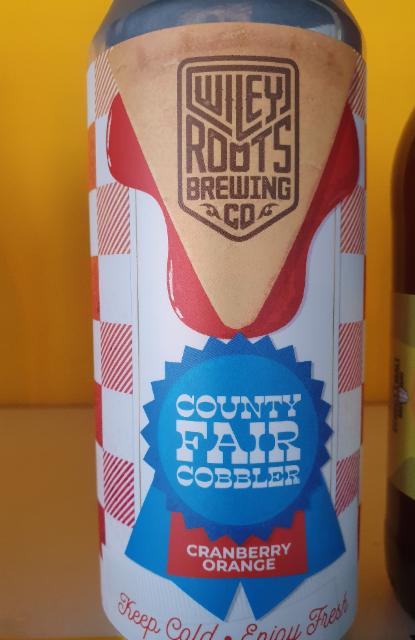 WILEY
ROOTS
BREWING
CO
COUNTY
FAIR
COBBLER
CRANBERRY
ORANGE
Keep Cold • Enjoy Fresh